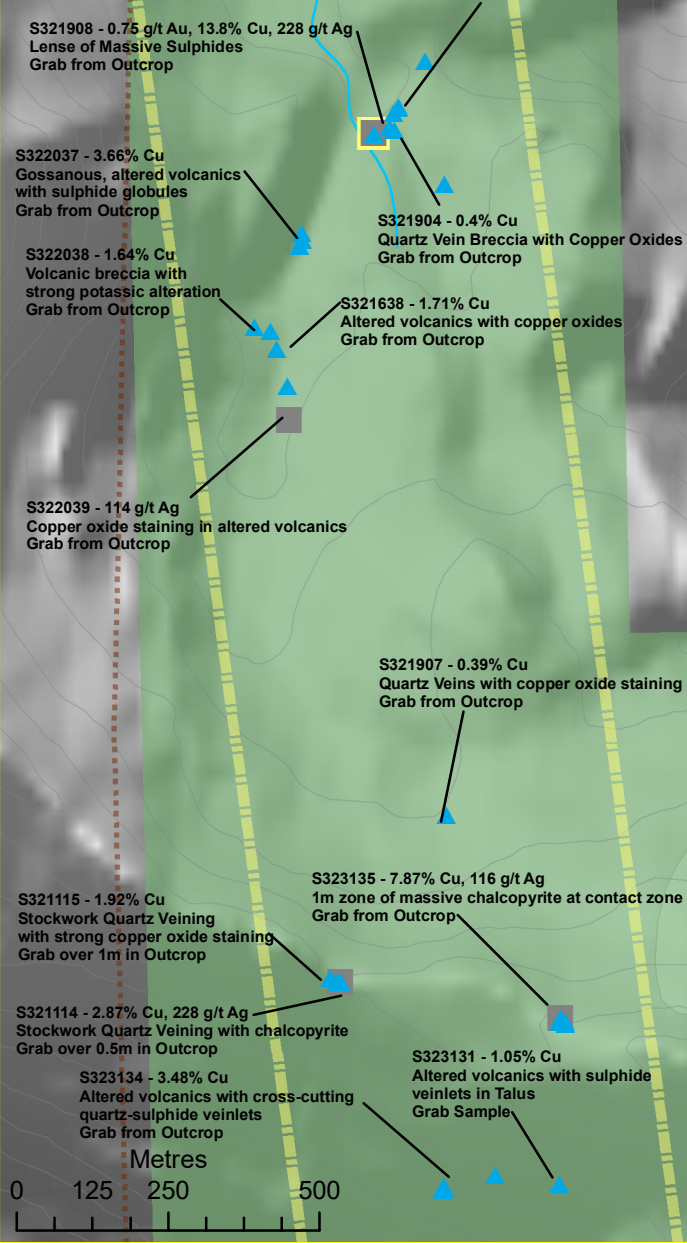 S321908 - 0.75 g/t Au, 13.8% Cu, 228 g/t Ag
Lense of Massive Sulphides
Grab from Outcrop
S322037 - 3.66% Cu
Gossanous, altered volcanics
with sulphide globules
Grab from Outcrop
S321904 - 0.4% Cu
Quartz Vein Breccia with Copper Oxides
Grab from Outcrop
S322038 - 1.64% Cu
Volcanic breccia with
strong potassic alteration
Grab from Outcrop
S321638 - 1.71% Cu
Altered volcanics with copper oxides
Grab from Outcrop
S322039 - 114 g/t Ag
Copper oxide staining in altered volcanics
Grab from Outcrop
S321907 - 0.39% Cu
Quartz Veins with copper oxide staining
Grab from Outcrop
S323135 - 7.87% Cu, 116 g/t Ag
1m zone of massive chalcopyrite at contact zone
Grab from Outcrop
S321115 - 1.92% Cu
Stockwork Quartz Veining
with strong copper oxide staining
Grab over 1m in Outcrop
S321114 - 2.87% Cu, 228 g/t Ag
Stockwork Quartz Veining with chalcopyrite
Grab over 0.5m in Outcrop
S323131 - 1.05% Cu
Altered volcanics with sulphide
veinlets in Talus
Grab Sample
S323134 - 3.48% Cu
Altered volcanics with cross-cutting
quartz-sulphide veinlets
Grab from Outcrop
Metres
0 125 250 500